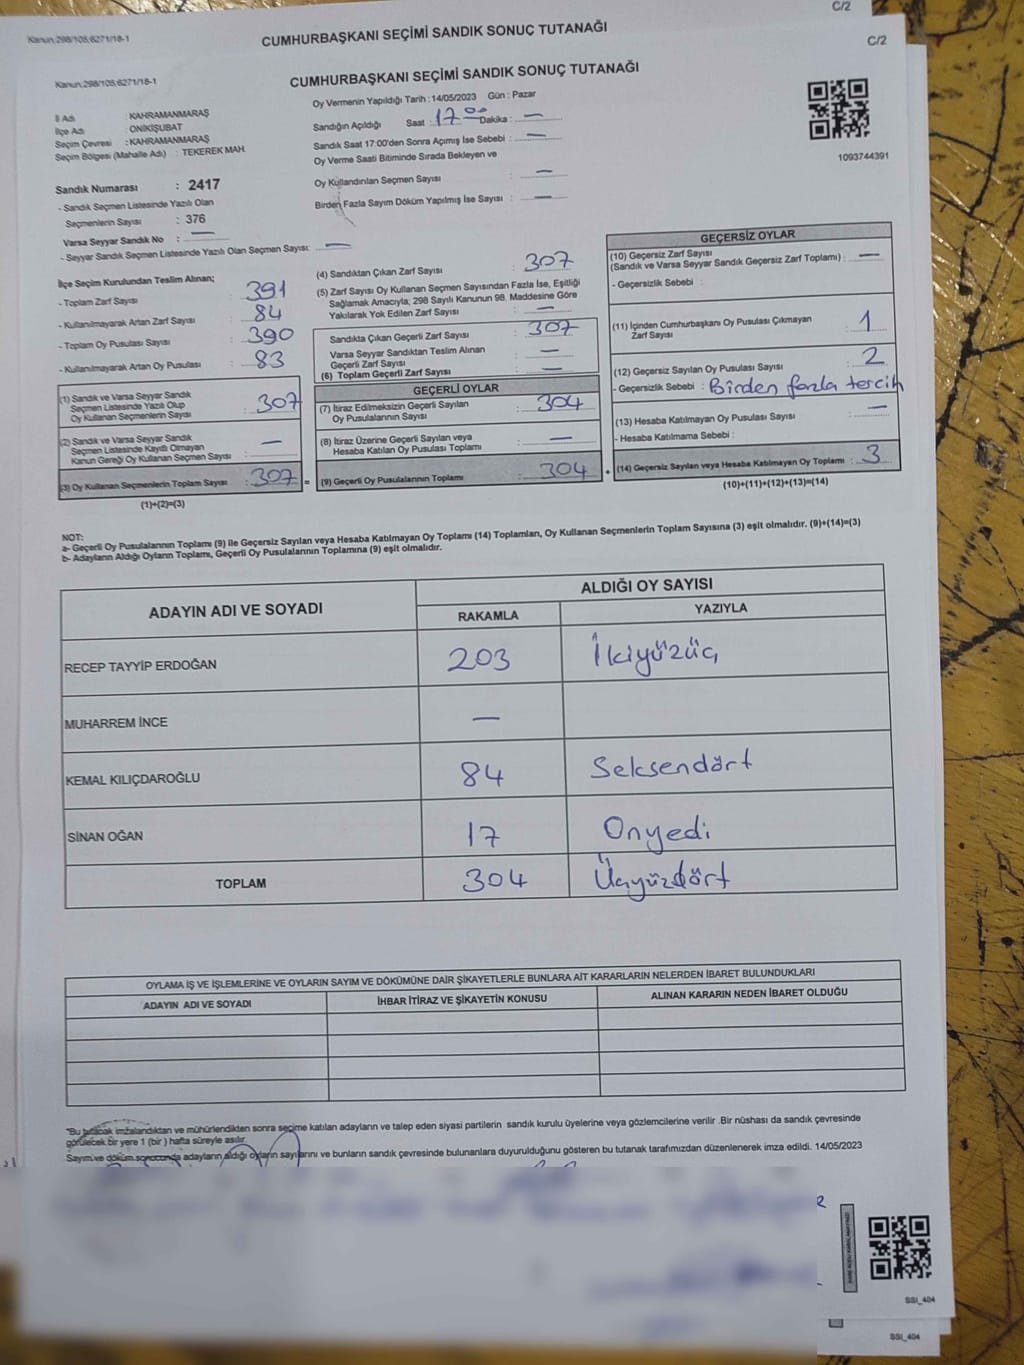 C/2
Kanun:298/105;6271/18-1
CUMHURBAŞKANI SEÇİMİ SANDIK SONUÇ TUTANAĞI
C/2
Kanun:298/105;6271/18-1
CUMHURBAŞKANI SEÇİMİ SANDIK SONUÇ TUTANAĞI
İl Adı : KAHRAMANMARAŞ
İlçe Adı : ONİKİŞUBAT
Seçim Çevresi : KAHRAMANMARAŞ
Seçim Bölgesi (Mahalle Adı) : TEKEREK MAH.
Oy Vermenin Yapıldığı Tarih : 14/05/2023 Gün : Pazar
Sandığın Açıldığı Saat : 17 00 Dakika : —
Sandık Saat 17:00'den Sonra Açımış İse Sebebi : —
Oy Verme Saati Bitiminde Sırada Bekleyen ve
Oy Kullandırılan Seçmen Sayısı : —
Birden Fazla Sayım Döküm Yapılmış İse Sayısı : —
1093744391
Sandık Numarası : 2417
- Sandık Seçmen Listesinde Yazılı Olan
Seçmenlerin Sayısı : 376
Varsa Seyyar Sandık No : —
- Seyyar Sandık Seçmen Listesinde Yazılı Olan Seçmen Sayısı: —
İlçe Seçim Kurulundan Teslim Alınan;
- Toplam Zarf Sayısı : 391
- Kullanılmayarak Artan Zarf Sayısı : 84
- Toplam Oy Pusulası Sayısı : 390
- Kullanılmayarak Artan Oy Pusulası : 83
(1) Sandık ve Varsa Seyyar Sandık
Seçmen Listesinde Yazılı Olup
Oy Kullanan Seçmenlerin Sayısı : 307
(2) Sandık ve Varsa Seyyar Sandık
Seçmen Listesinde Kayıtlı Olmayan
Kanun Gereği Oy Kullanan Seçmen Sayısı : —
(3) Oy Kullanan Seçmenlerin Toplam Sayısı : 307 =
(1)+(2)=(3)
(4) Sandıktan Çıkan Zarf Sayısı : 307
(5) Zarf Sayısı Oy Kullanan Seçmen Sayısından Fazla İse, Eşitliği
Sağlamak Amacıyla; 298 Sayılı Kanunun 98. Maddesine Göre
Yakılarak Yok Edilen Zarf Sayısı : —
Sandıkta Çıkan Geçerli Zarf Sayısı : 307
Varsa Seyyar Sandıktan Teslim Alınan
Geçerli Zarf Sayısı : —
(6) Toplam Geçerli Zarf Sayısı : —
GEÇERLİ OYLAR
(7) İtiraz Edilmeksizin Geçerli Sayılan
Oy Pusulalarının Sayısı : 304
(8) İtiraz Üzerine Geçerli Sayılan veya
Hesaba Katılan Oy Pusulası Toplamı : —
(9) Geçerli Oy Pusulalarının Toplamı : 304 +
GEÇERSİZ OYLAR
(10) Geçersiz Zarf Sayısı
(Sandık ve Varsa Seyyar Sandık Geçersiz Zarf Toplamı) : —
- Geçersizlik Sebebi :
(11) İçinden Cumhurbaşkanı Oy Pusulası Çıkmayan
Zarf Sayısı : 1
(12) Geçersiz Sayılan Oy Pusulası Sayısı : 2
- Geçersizlik Sebebi : Birden fazla tercih
(13) Hesaba Katılmayan Oy Pusulası Sayısı : —
- Hesaba Katılmama Sebebi :
(14) Geçersiz Sayılan veya Hesaba Katılmayan Oy Toplamı : 3
(10)+(11)+(12)+(13)=(14)
NOT:
a- Geçerli Oy Pusulalarının Toplamı (9) ile Geçersiz Sayılan veya Hesaba Katılmayan Oy Toplamı (14) Toplamları, Oy Kullanan Seçmenlerin Toplam Sayısına (3) eşit olmalıdır. (9)+(14)=(3)
b- Adayların Aldığı Oyların Toplamı, Geçerli Oy Pusulalarının Toplamına (9) eşit olmalıdır.
ADAYIN ADI VE SOYADI
ALDIĞI OY SAYISI
RAKAMLA YAZIYLA
RECEP TAYYİP ERDOĞAN 203 İkiyüzüç
MUHARREM İNCE —
KEMAL KILIÇDAROĞLU 84 Seksendört
SİNAN OĞAN 17 Onyedi
TOPLAM 304 Üçyüzdört
OYLAMA İŞ VE İŞLEMLERİNE VE OYLARIN SAYIM VE DÖKÜMÜNE DAİR ŞİKAYETLERLE BUNLARA AİT KARARLARIN NELERDEN İBARET BULUNDUKLARI
ADAYIN ADI VE SOYADI İHBAR İTİRAZ VE ŞİKAYETİN KONUSU ALINAN KARARIN NEDEN İBARET OLDUĞU
"Bu tutanak imzalandıktan ve mühürlendikten sonra seçime katılan adayların ve talep eden siyasi partilerin sandık kurulu üyelerine veya gözlemcilerine verilir .Bir nüshası da sandık çevresinde
görülecek bir yere 1 (bir ) hafta süreyle asılır.
Sayım ve döküm sonucunda adayların aldığı oyların sayılarını ve bunların sandık çevresinde bulunanlara duyurulduğunu gösteren bu tutanak tarafımızdan düzenlenerek imza edildi. 14/05/2023
SSI_404
SSI_404